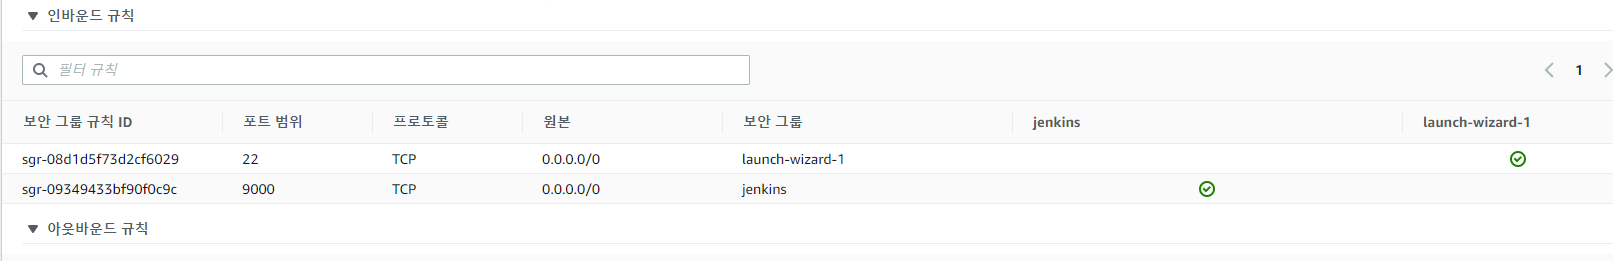 ▼ 인바운드 규칙
필터 규칙
1
보안 그룹 규칙 ID 포트 범위 프로토콜 원본 보안 그룹 jenkins launch-wizard-1
sgr-08d1d5f73d2cf6029 22 TCP 0.0.0.0/0 launch-wizard-1
sgr-09349433bf90f0c9c 9000 TCP 0.0.0.0/0 jenkins
▼ 아웃바운드 규칙